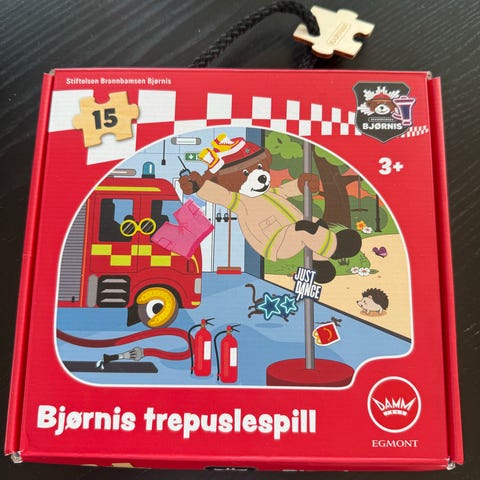 Stiftelsen Brannbamsen Bjørnis
15
BJØRNIS
3+
JUST
DANCE
Bjørnis trepuslespill
DAMM
EGMONT